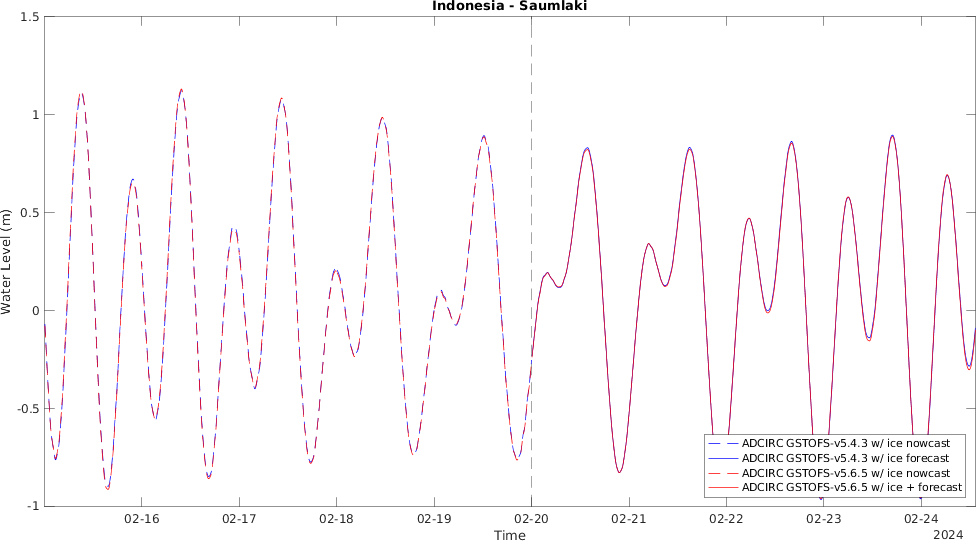 Indonesia - Saumlaki
1.5
1
0.5
0
-0.5
-1
Water Level (m)
02-16
02-17
02-18
02-19
02-20
02-21
02-22
02-23
02-24
Time
2024
ADCIRC GSTOFS-v5.4.3 w/ ice nowcast
ADCIRC GSTOFS-v5.4.3 w/ ice forecast
ADCIRC GSTOFS-v5.6.5 w/ ice nowcast
ADCIRC GSTOFS-v5.6.5 w/ ice + forecast